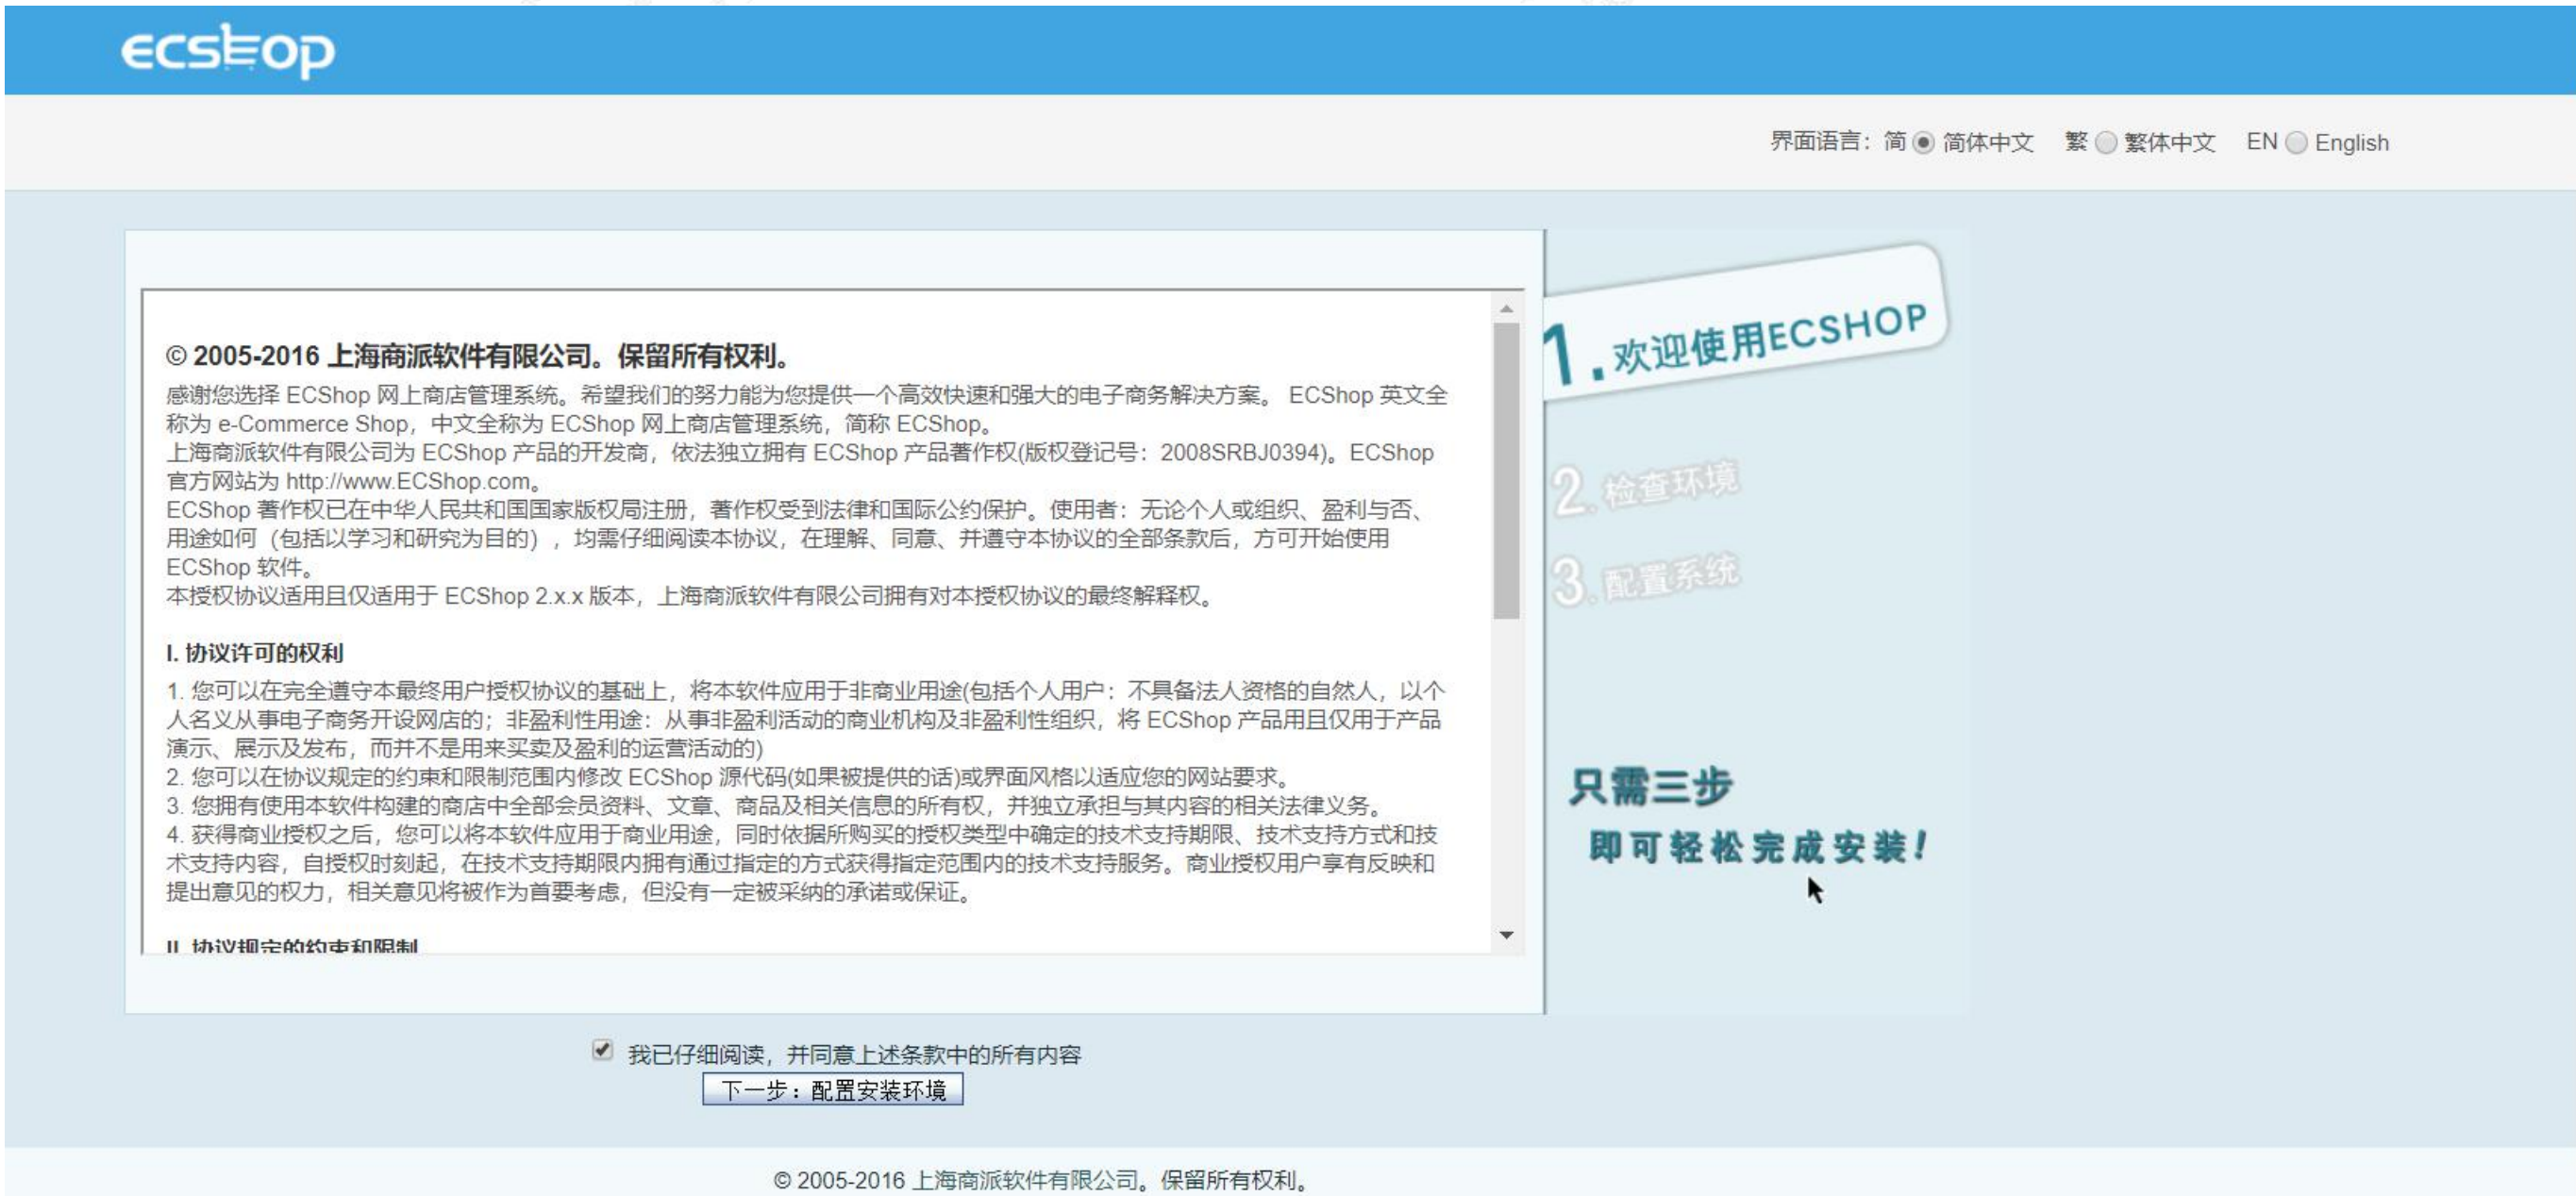 ecshop
界面语言：简 简体中文 繁 繁体中文 EN English
© 2005-2016 上海商派软件有限公司。保留所有权利。
感谢您选择 ECShop 网上商店管理系统。希望我们的努力能为您提供一个高效快速和强大的电子商务解决方案。 ECShop 英文全
称为 e-Commerce Shop，中文全称为 ECShop 网上商店管理系统，简称 ECShop。
上海商派软件有限公司为 ECShop 产品的开发商，依法独立拥有 ECShop 产品著作权(版权登记号：2008SRBJ0394)。ECShop
官方网站为 http://www.ECShop.com。
ECShop 著作权已在中华人民共和国国家版权局注册，著作权受到法律和国际公约保护。使用者：无论个人或组织、盈利与否、
用途如何（包括以学习和研究为目的），均需仔细阅读本协议，在理解、同意、并遵守本协议的全部条款后，方可开始使用
ECShop 软件。
本授权协议适用且仅适用于 ECShop 2.x.x 版本，上海商派软件有限公司拥有对本授权协议的最终解释权。
I. 协议许可的权利
1. 您可以在完全遵守本最终用户授权协议的基础上，将本软件应用于非商业用途(包括个人用户：不具备法人资格的自然人，以个
人名义从事电子商务开设网店的；非盈利性用途：从事非盈利活动的商业机构及非盈利性组织，将 ECShop 产品用且仅用于产品
演示、展示及发布，而并不是用来买卖及盈利的运营活动的)
2. 您可以在协议规定的约束和限制范围内修改 ECShop 源代码(如果被提供的话)或界面风格以适应您的网站要求。
3. 您拥有使用本软件构建的商店中全部会员资料、文章、商品及相关信息的所有权，并独立承担与其内容的相关法律义务。
4. 获得商业授权之后，您可以将本软件应用于商业用途，同时依据所购买的授权类型中确定的技术支持期限、技术支持方式和技
术支持内容，自授权时刻起，在技术支持期限内拥有通过指定的方式获得指定范围内的技术支持服务。商业授权用户享有反映和
提出意见的权力，相关意见将被作为首要考虑，但没有一定被采纳的承诺或保证。
II. 协议规定的约束和限制
1. 欢迎使用ECSHOP
2. 检查环境
3. 配置系统
只需三步
即可轻松完成安装！
我已仔细阅读，并同意上述条款中的所有内容
下一步：配置安装环境
© 2005-2016 上海商派软件有限公司。保留所有权利。